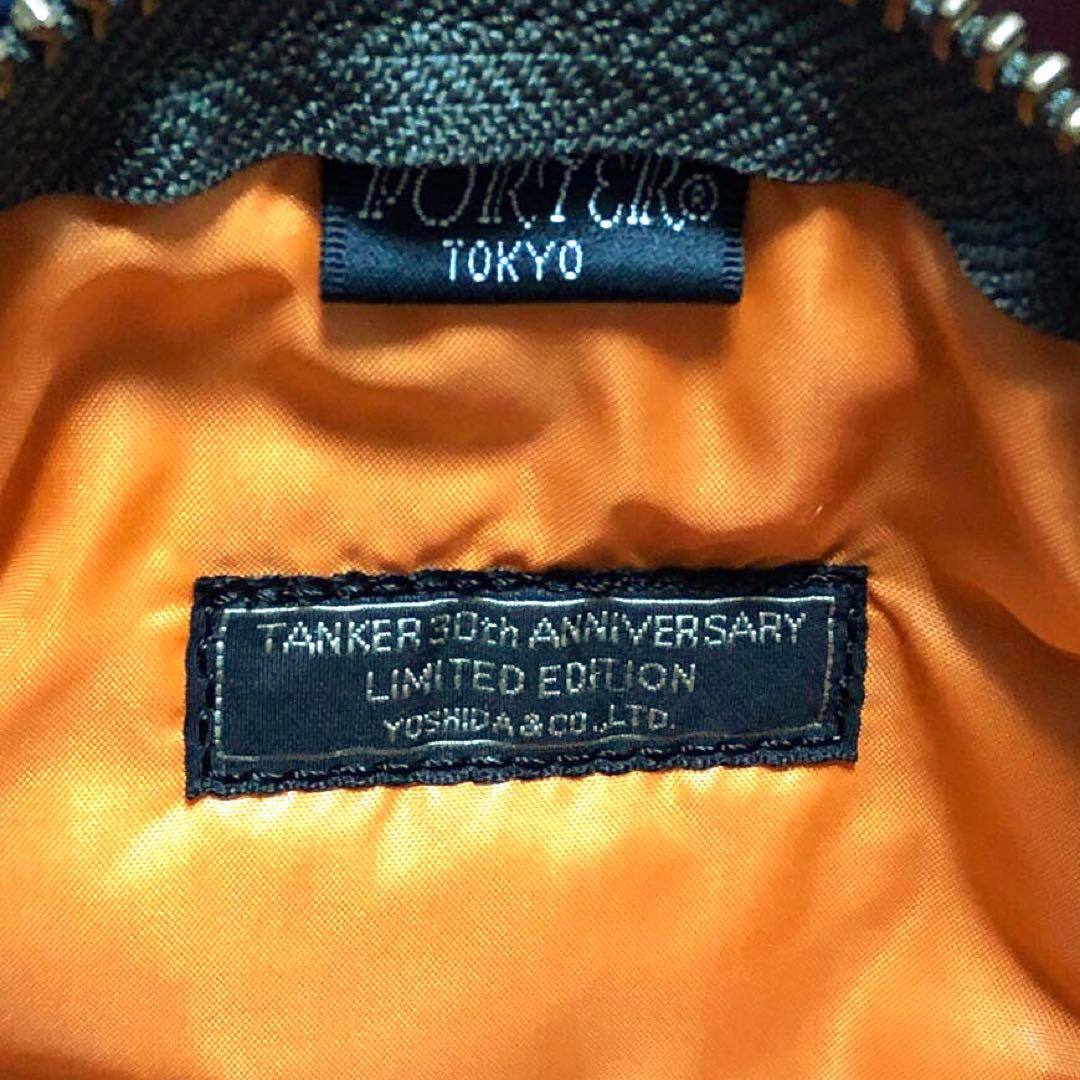 PORTER®
TOKYO
TANKER 30th ANNIVERSARY
LIMITED EDITION
YOSHIDA & CO.,LTD.